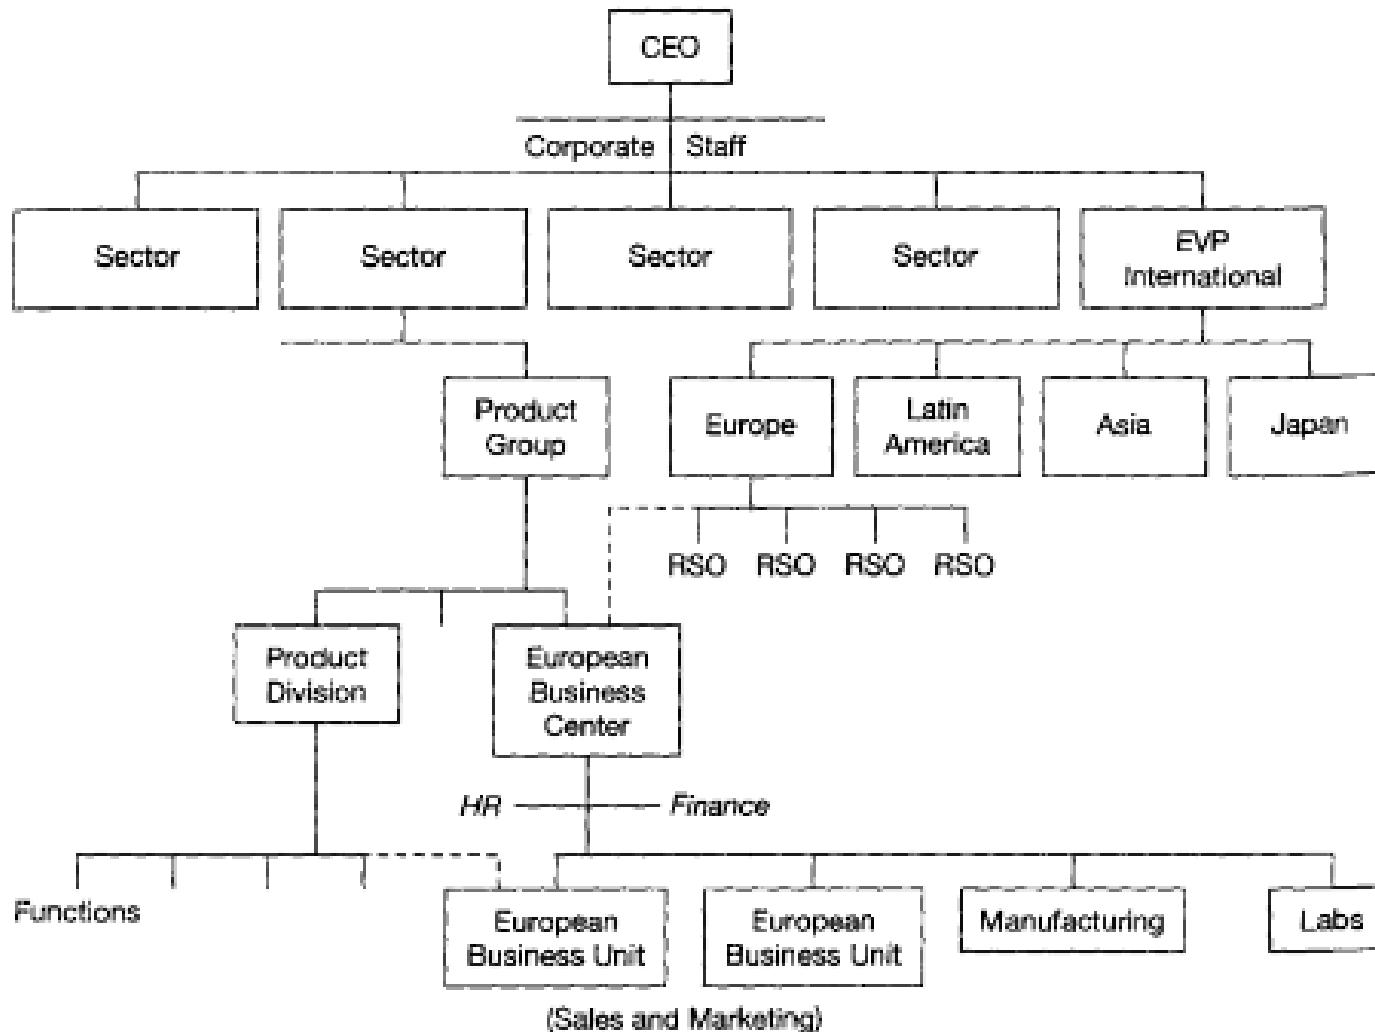 CEO
Corporate Staff
Sector
Sector
Sector
Sector
EVP
International
Product
Group
Europe
Latin
America
Asia
Japan
RSO RSO RSO RSO
Product
Division
European
Business
Center
HR
Finance
Functions
European
Business Unit
European
Business Unit
Manufacturing
Labs
(Sales and Marketing)